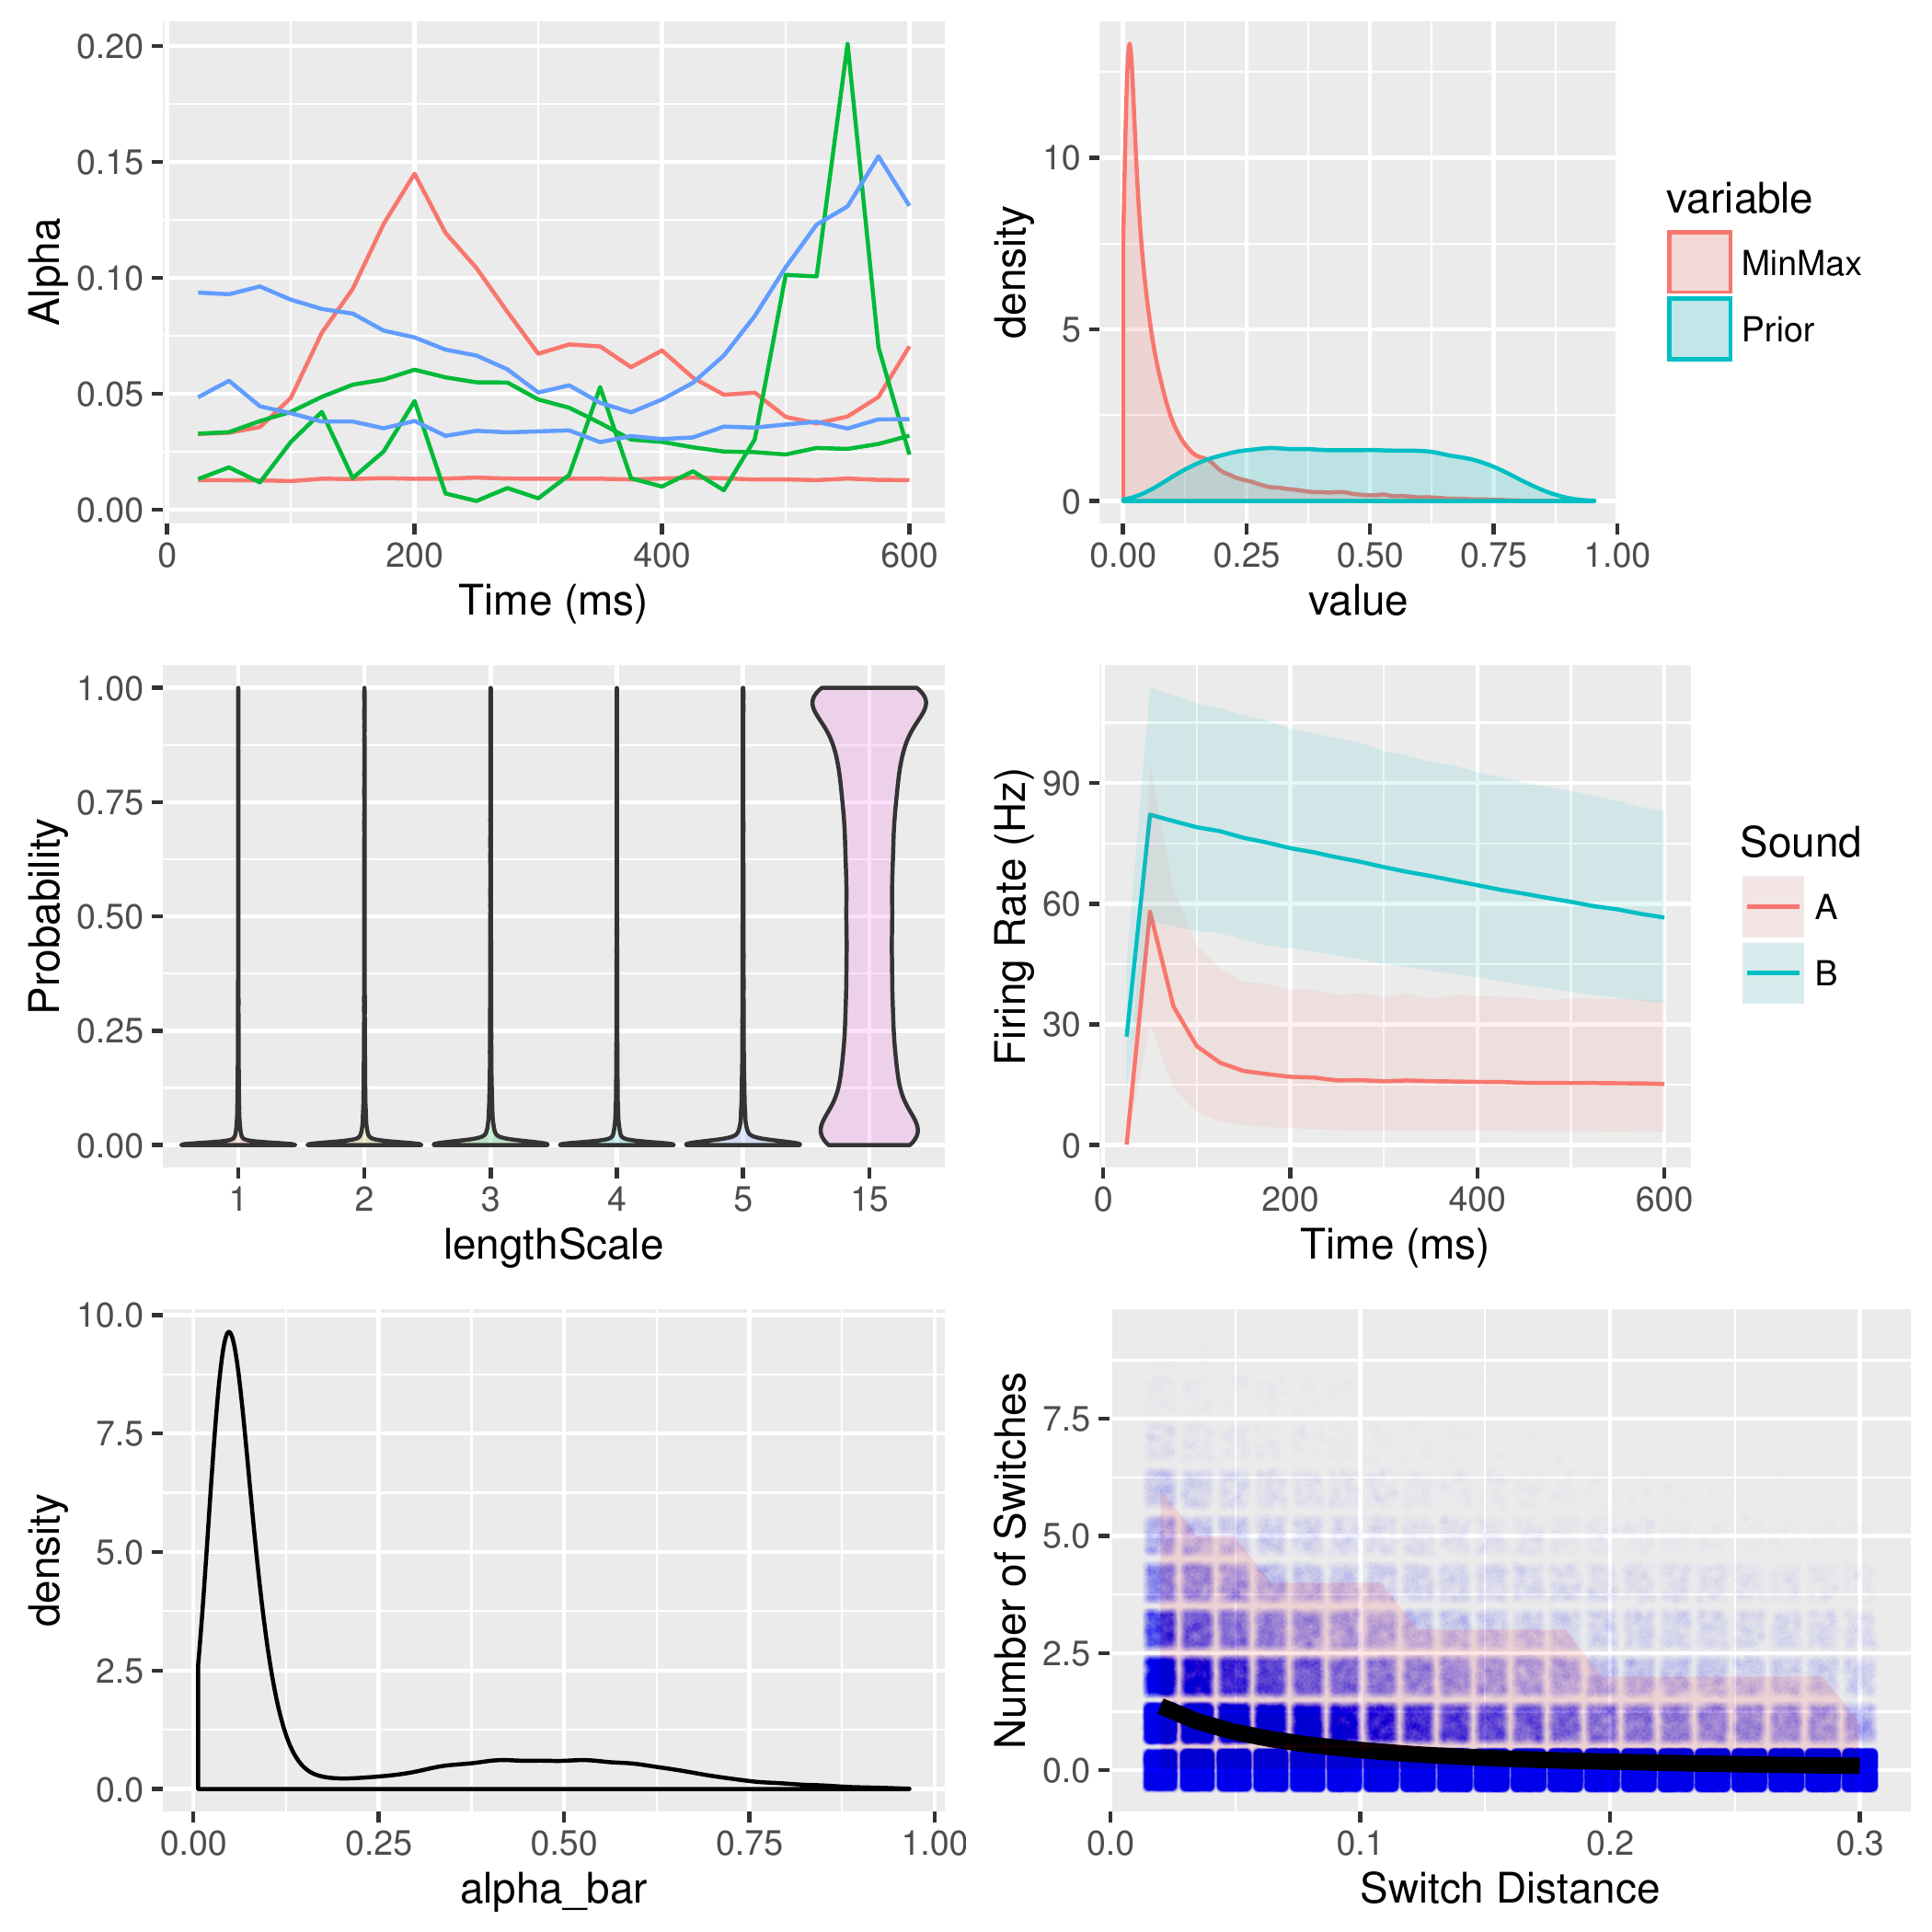 0.20
0.15
0.10
0.05
0.00
Alpha
0 200 400 600
Time (ms)
10
5
0
density
0.00 0.25 0.50 0.75 1.00
value
variable
MinMax
Prior
1.00
0.75
0.50
0.25
0.00
Probability
1 2 3 4 5 15
lengthScale
90
60
30
0
Firing Rate (Hz)
0 200 400 600
Time (ms)
Sound
A
B
10.0
7.5
5.0
2.5
0.0
density
0.00 0.25 0.50 0.75 1.00
alpha_bar
7.5
5.0
2.5
0.0
Number of Switches
0.0 0.1 0.2 0.3
Switch Distance